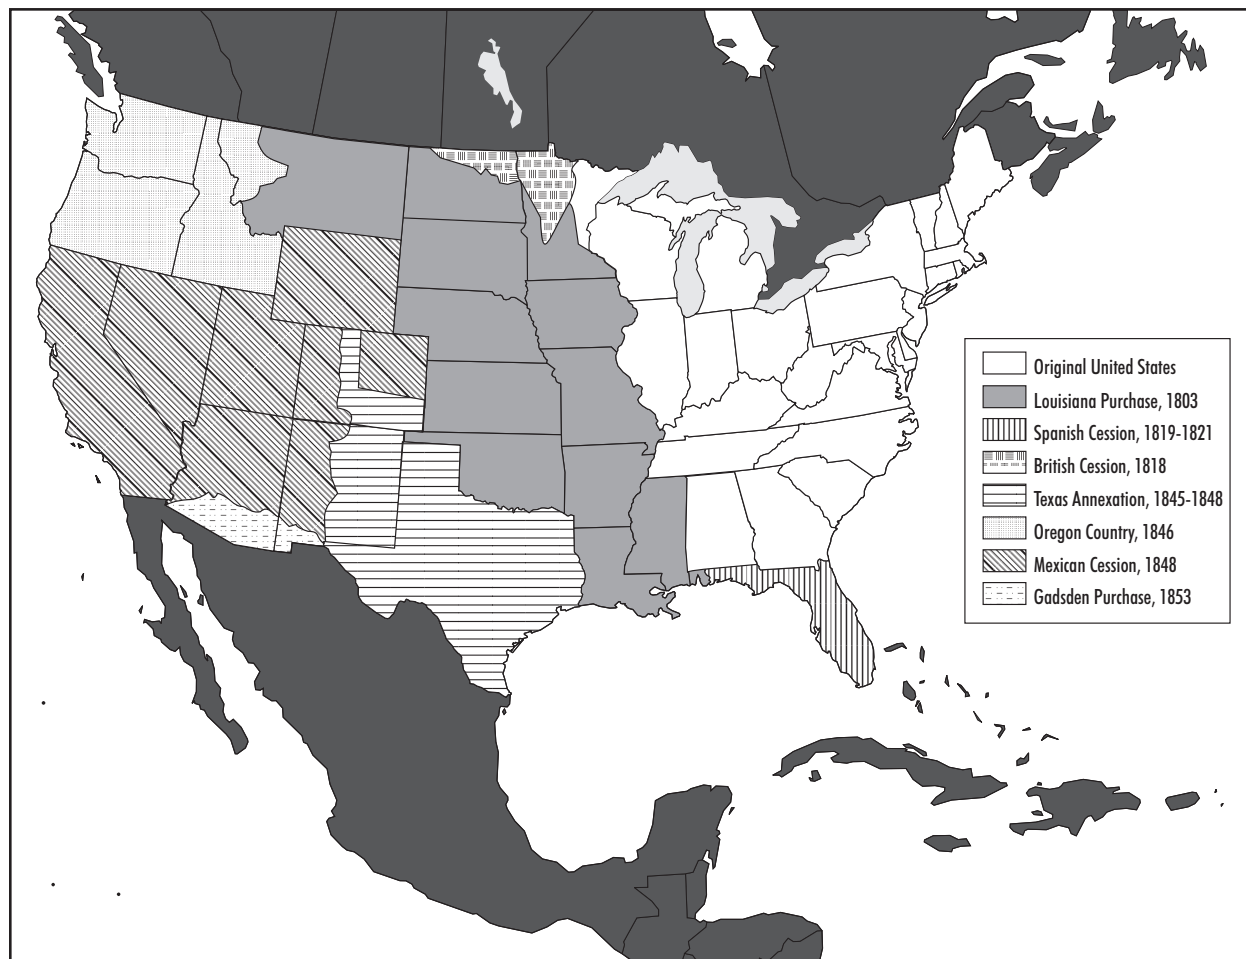 Original United States
Louisiana Purchase, 1803
Spanish Cession, 1819-1821
British Cession, 1818
Texas Annexation, 1845-1848
Oregon Country, 1846
Mexican Cession, 1848
Gadsden Purchase, 1853